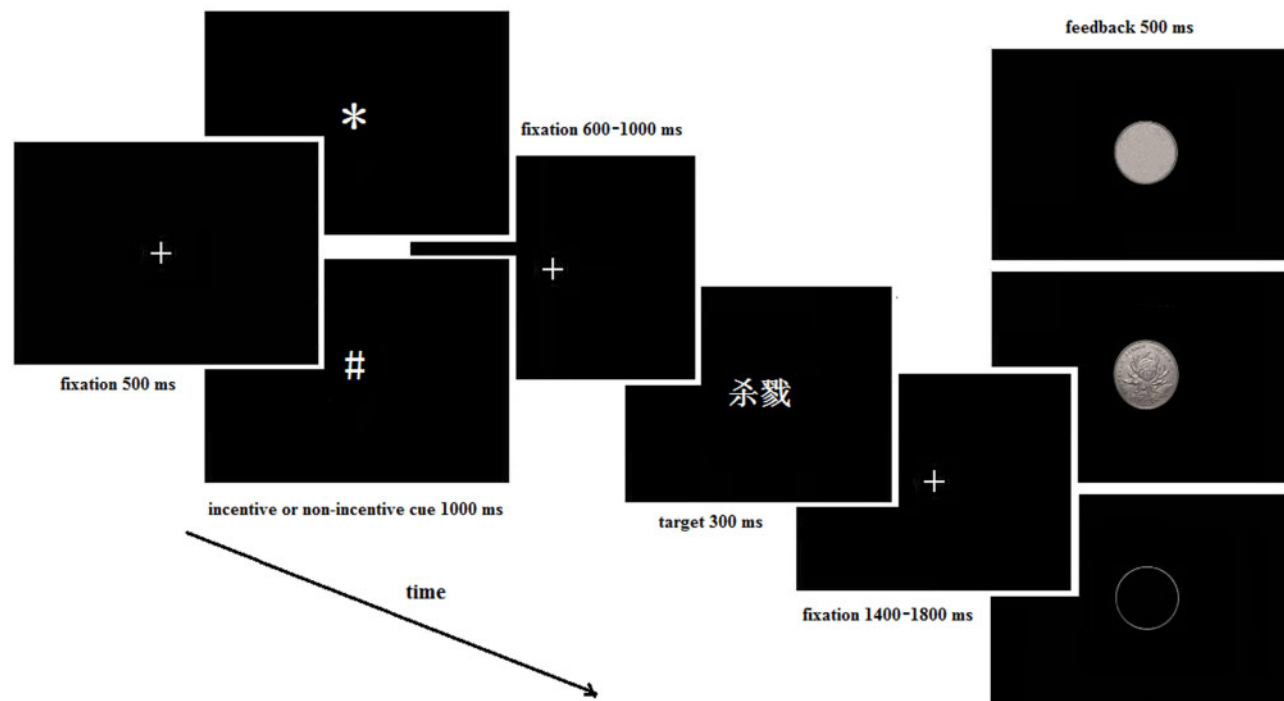 feedback 500 ms
*
fixation 600-1000 ms
#
fixation 500 ms
杀戮
incentive or non-incentive cue 1000 ms
target 300 ms
time
fixation 1400-1800 ms